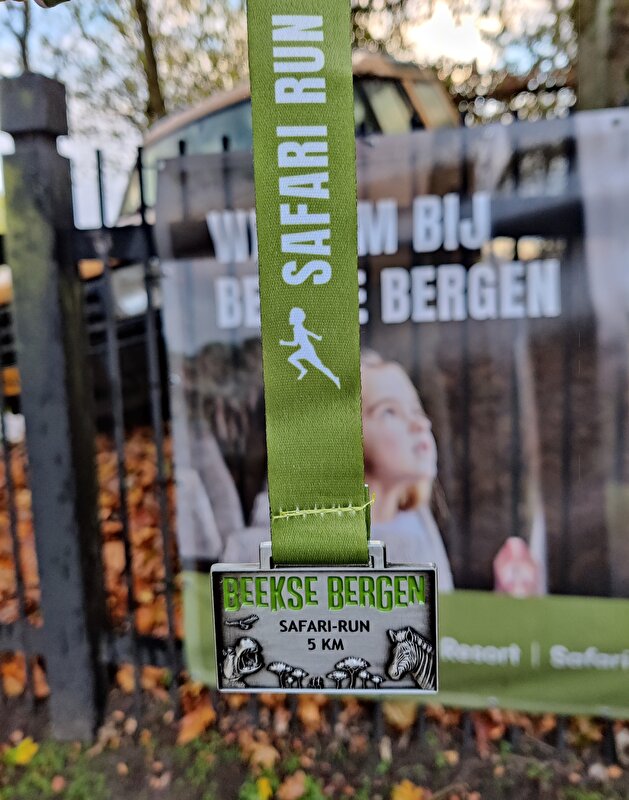 SAFARI RUN
BIJ
BERGEN
BEEKSE BERGEN
SAFARI-RUN
5 KM
Resort | Safari